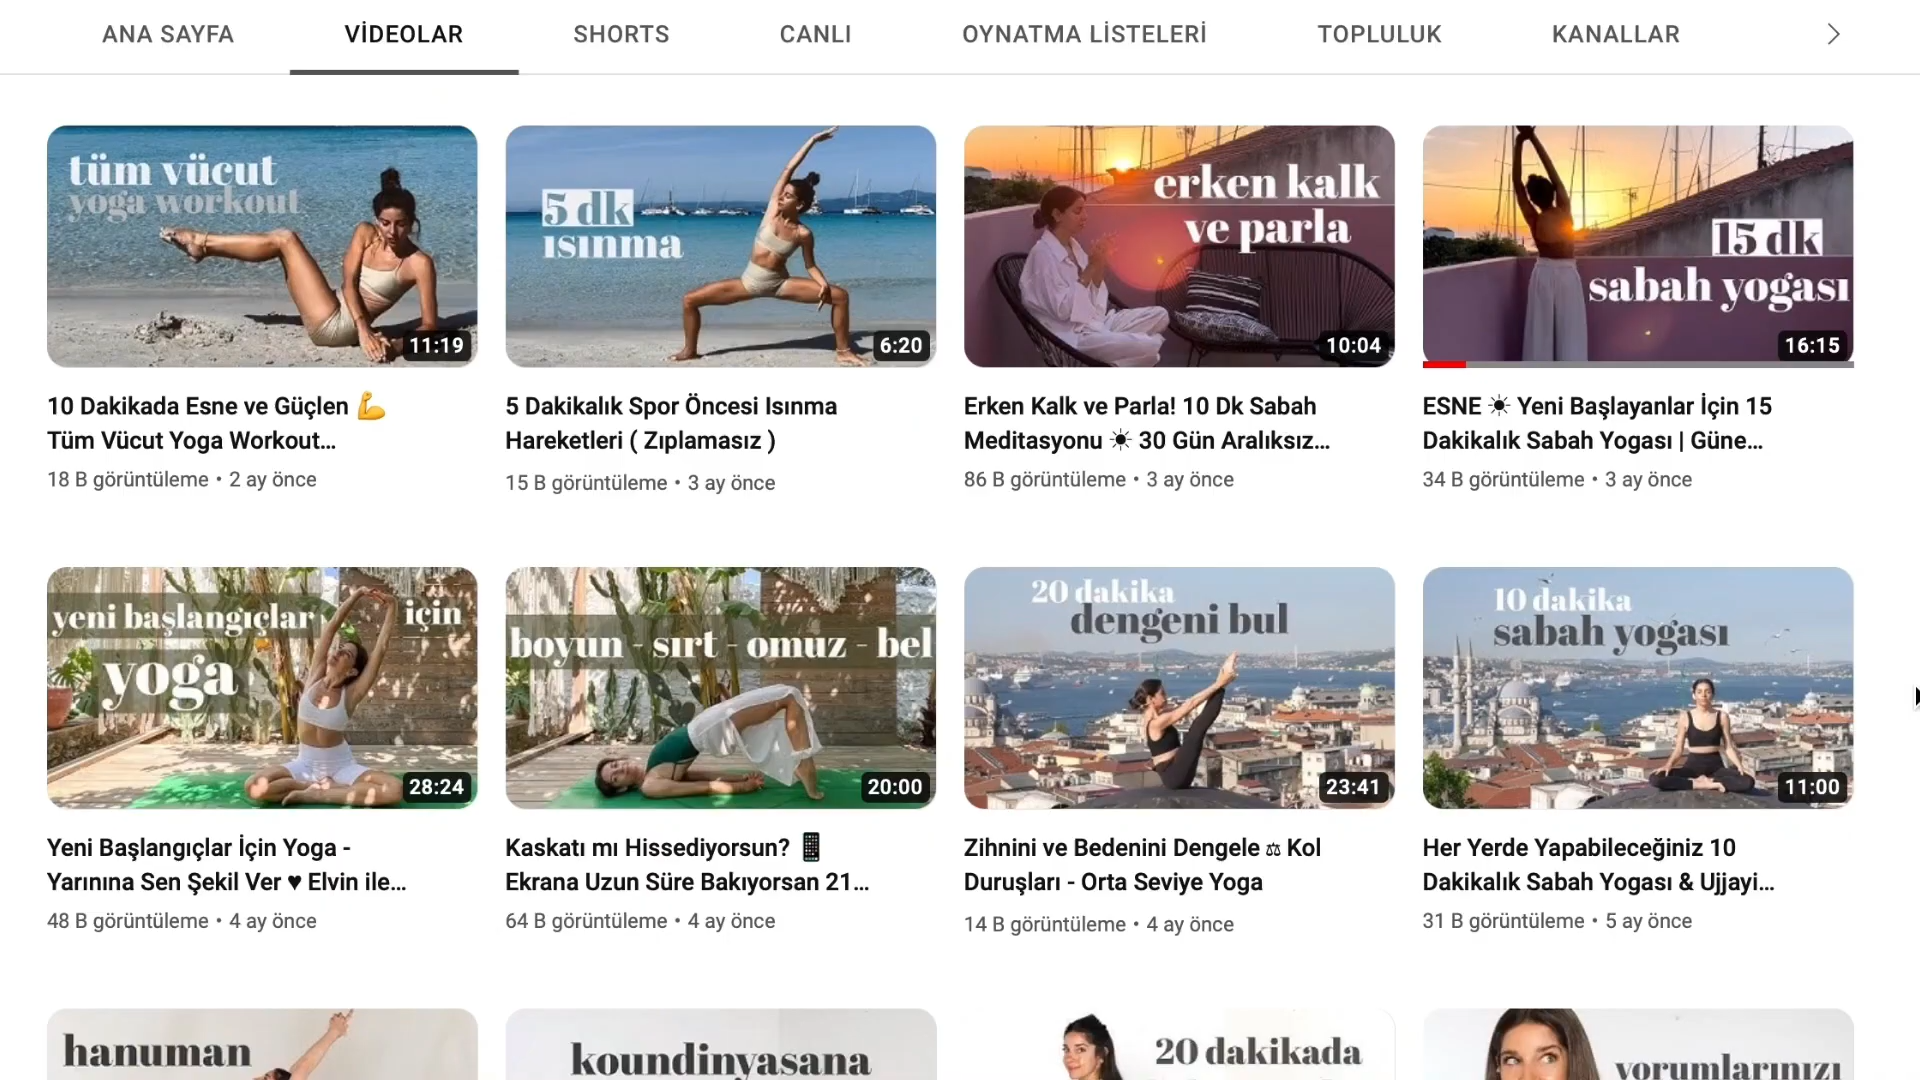 ANA SAYFA VİDEOLAR SHORTS CANLI OYNATMA LİSTELERİ TOPLULUK KANALLAR
tüm vücut
yoga workout
11:19
5 dk
ısınma
6:20
erken kalk
ve parla
10:04
15 dk
sabah yogası
16:15
10 Dakikada Esne ve Güçlen 💪
Tüm Vücut Yoga Workout...
18 B görüntüleme • 2 ay önce
5 Dakikalık Spor Öncesi Isınma
Hareketleri ( Zıplamasız )
15 B görüntüleme • 3 ay önce
Erken Kalk ve Parla! 10 Dk Sabah
Meditasyonu ☀ 30 Gün Aralıksız...
86 B görüntüleme • 3 ay önce
ESNE ☀ Yeni Başlayanlar İçin 15
Dakikalık Sabah Yogası | Güne...
34 B görüntüleme • 3 ay önce
yeni başlangıçlar için
yoga
28:24
boyun - sırt - omuz - bel
20:00
20 dakika
dengeni bul
23:41
10 dakika
sabah yogası
11:00
Yeni Başlangıçlar İçin Yoga -
Yarınına Sen Şekil Ver ♥ Elvin ile...
48 B görüntüleme • 4 ay önce
Kaskatı mı Hissediyorsun? 📱
Ekrana Uzun Süre Bakıyorsan 21...
64 B görüntüleme • 4 ay önce
Zihnini ve Bedenini Dengele ⚖ Kol
Duruşları - Orta Seviye Yoga
14 B görüntüleme • 4 ay önce
Her Yerde Yapabileceğiniz 10
Dakikalık Sabah Yogası & Ujjayi...
31 B görüntüleme • 5 ay önce
hanuman
koundinyasana
20 dakikada
yorumlarınızı